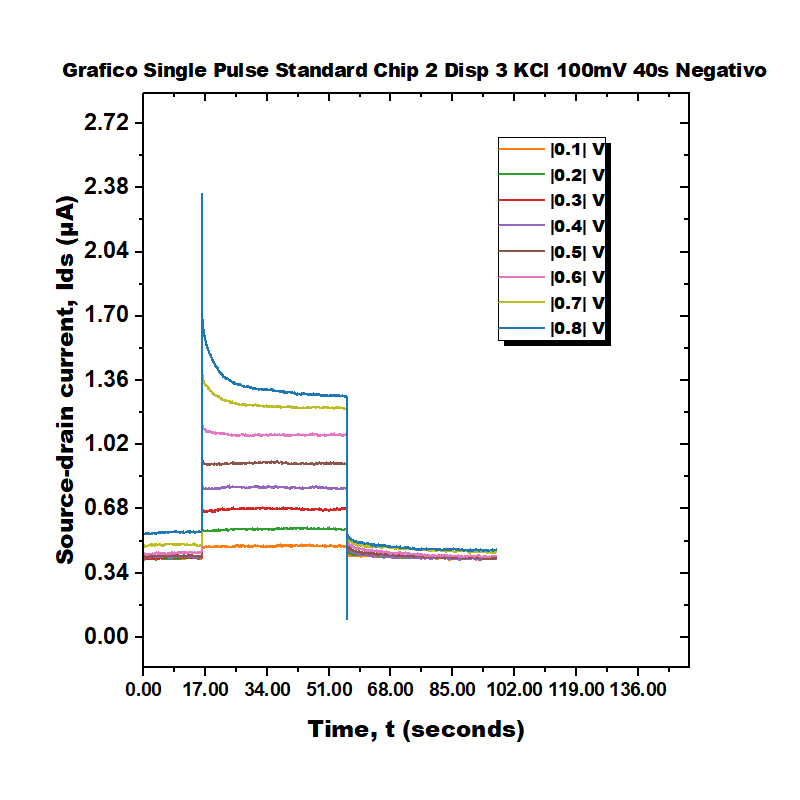 Grafico Single Pulse Standard Chip 2 Disp 3 KCl 100mV 40s Negativo
2.72
2.38
2.04
1.70
1.36
1.02
0.68
0.34
0.00
Source-drain current, Ids (µA)
|0.1| V
|0.2| V
|0.3| V
|0.4| V
|0.5| V
|0.6| V
|0.7| V
|0.8| V
0.00 17.00 34.00 51.00 68.00 85.00 102.00 119.00 136.00
Time, t (seconds)